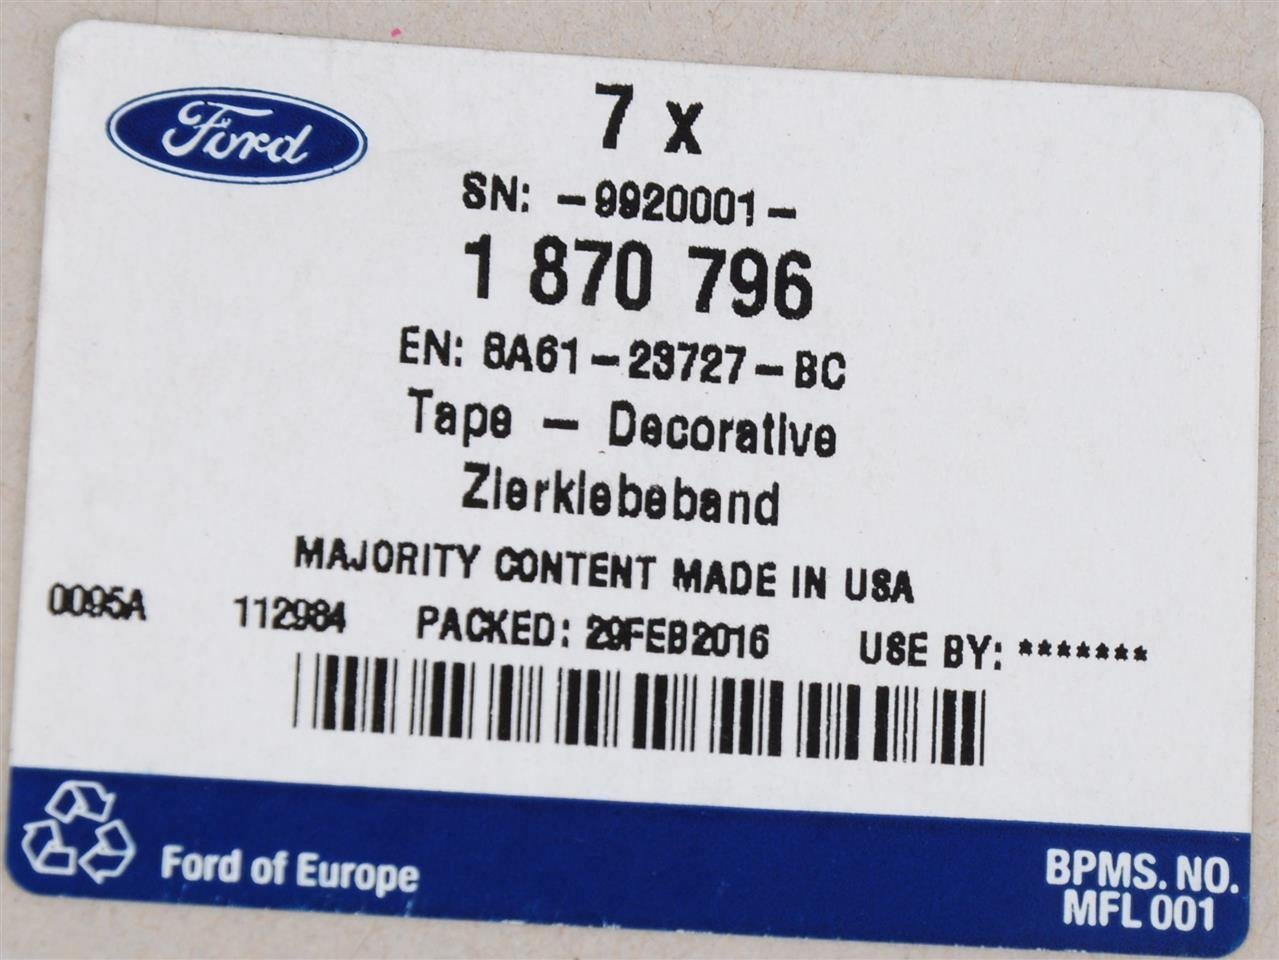 Ford
7 x
SN: -9920001-
1 870 796
EN: 8A61-23727-BC
Tape - Decorative
Zierklebeband
MAJORITY CONTENT MADE IN USA
0095A 112984 PACKED: 29FEB2016 USE BY: *******
Ford of Europe
BPMS. NO.
MFL 001